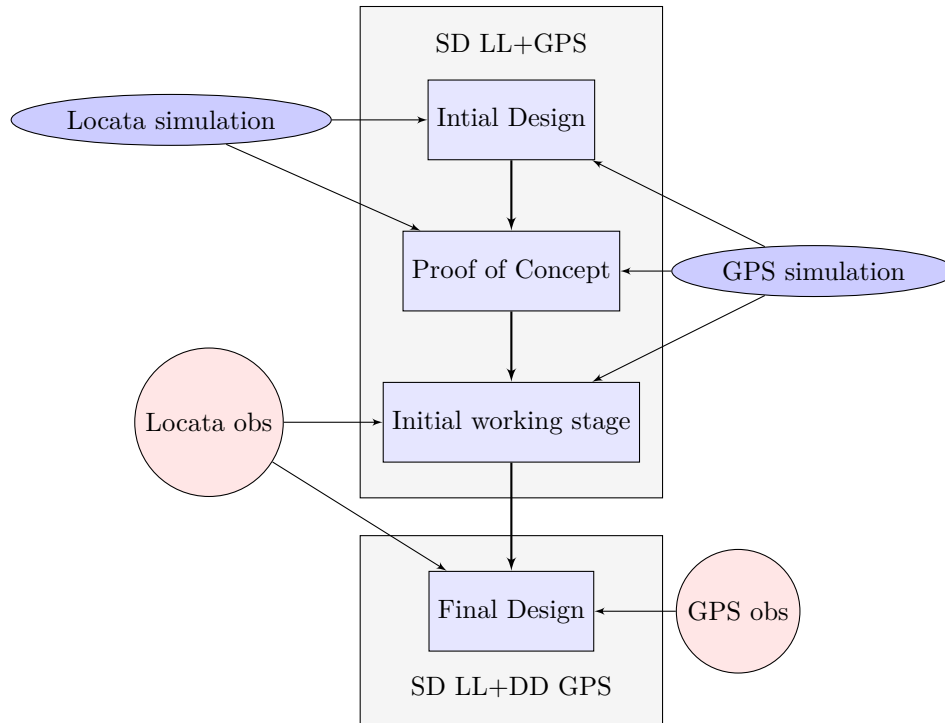 SD LL+GPS
Locata simulation
Intial Design
Proof of Concept
GPS simulation
Locata obs
Initial working stage
Final Design
GPS obs
SD LL+DD GPS